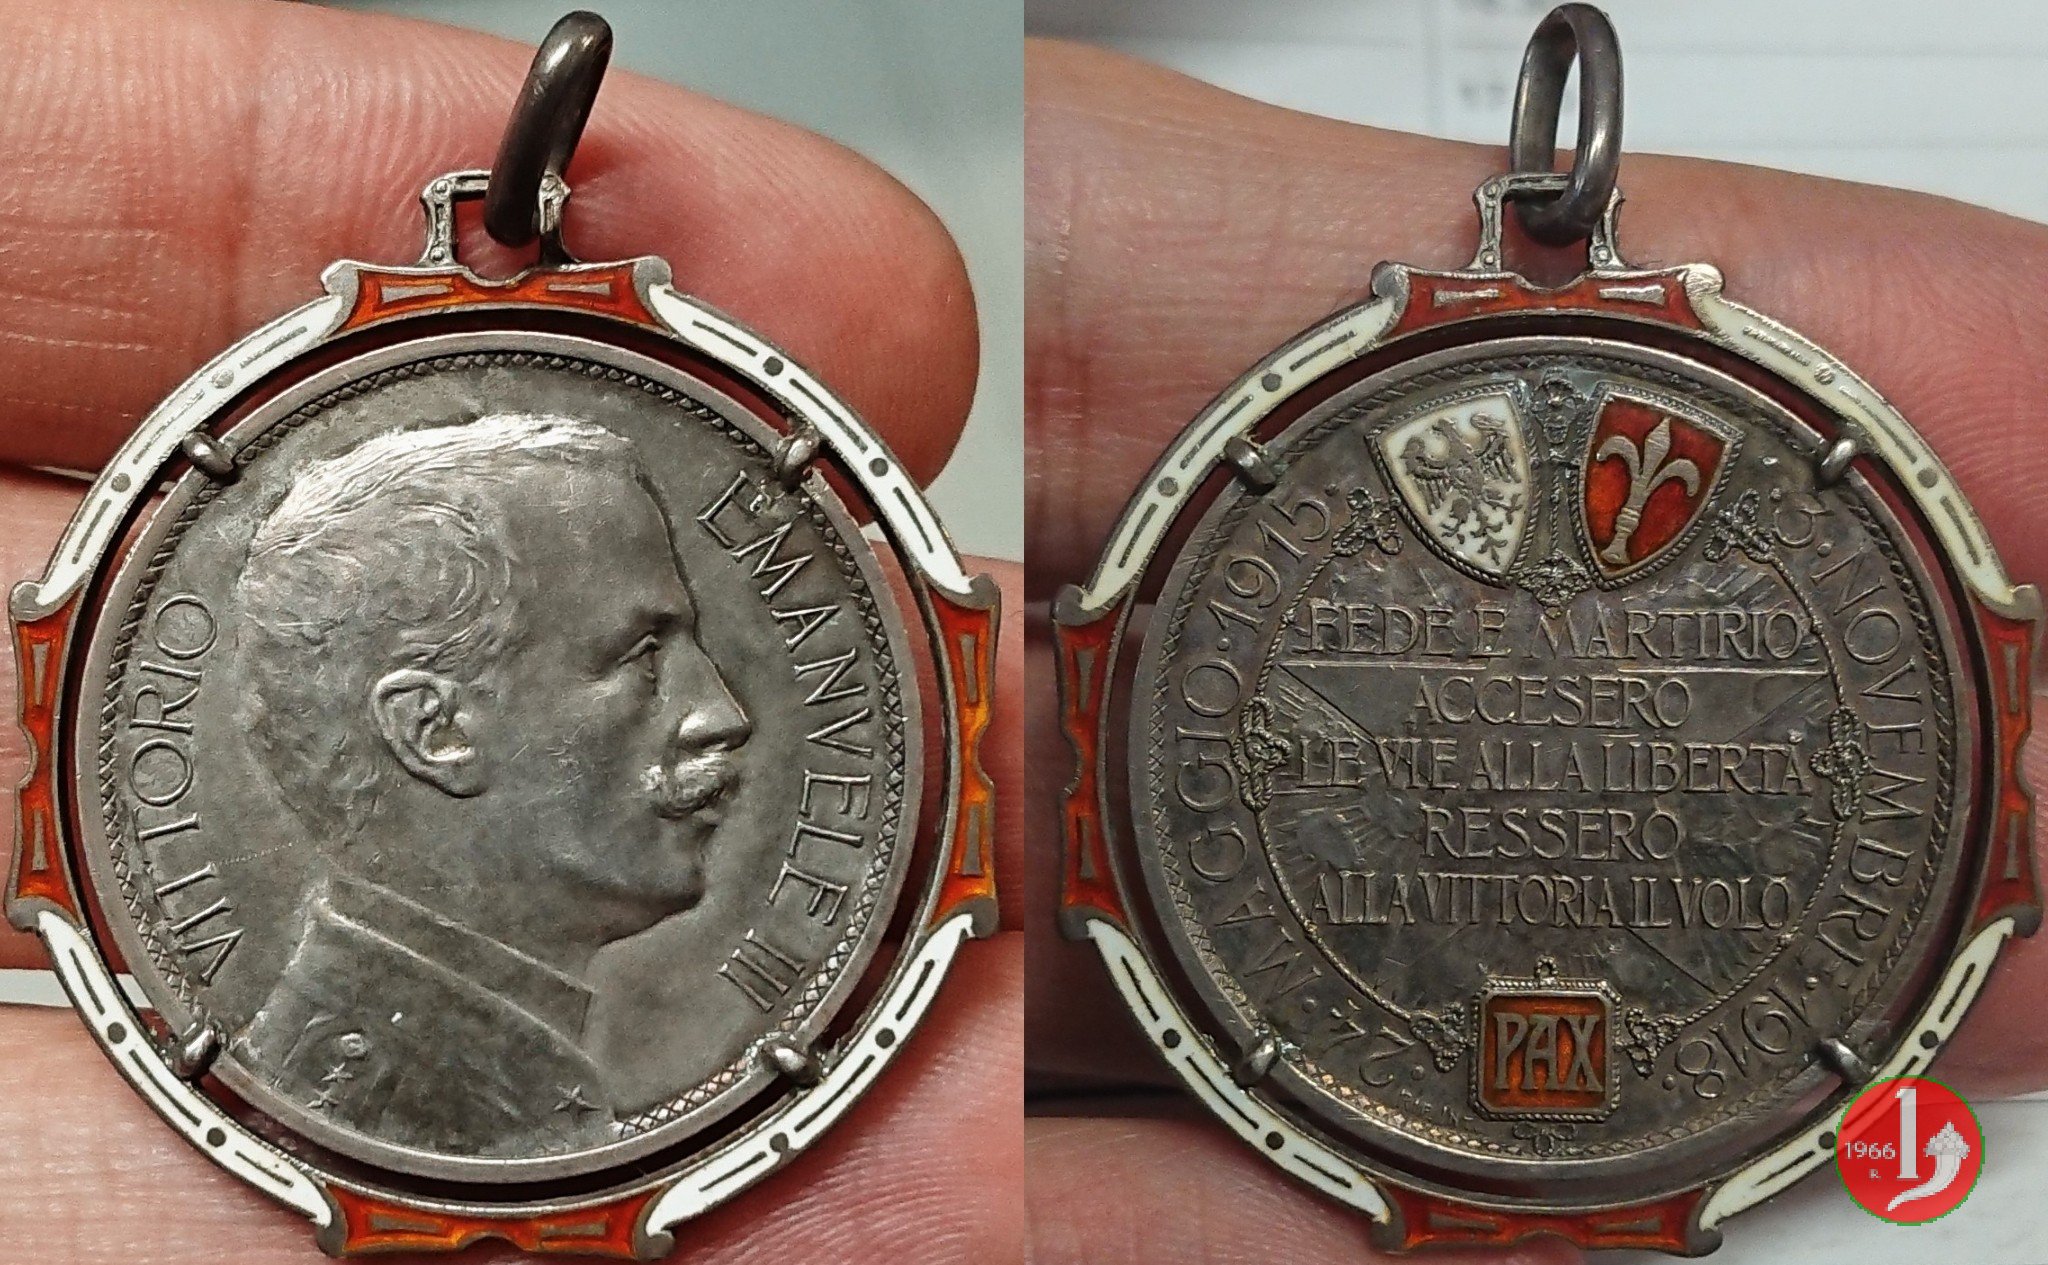 VITTORIO
EMANVELE III
24·MAGGIO·1915·
·3·NOVEMBRE·1918·
FEDE E MARTIRIO
ACCESERO
LE VIE ALLA LIBERTÀ
RESSERO
ALLA VITTORIA IL VOLO
PAX
1966
R